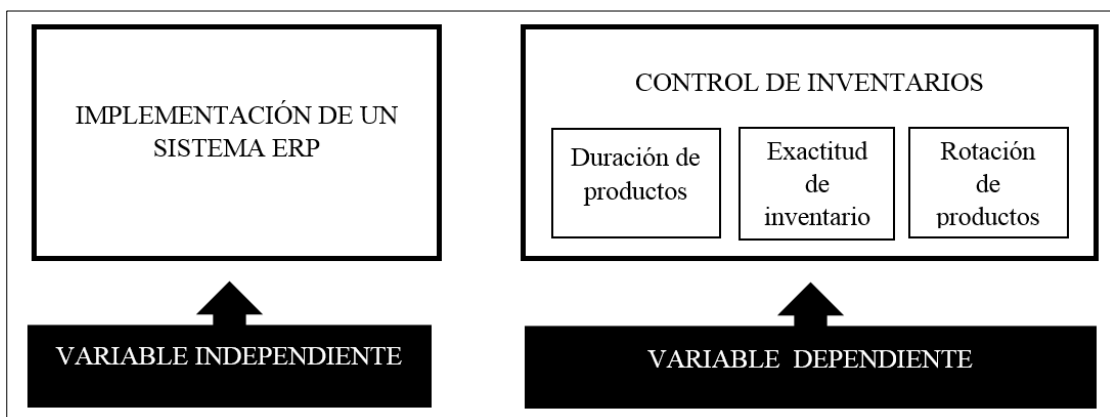 IMPLEMENTACIÓN DE UN
SISTEMA ERP
VARIABLE INDEPENDIENTE
CONTROL DE INVENTARIOS
Duración de
productos
Exactitud
de
inventario
Rotación
de
productos
VARIABLE DEPENDIENTE